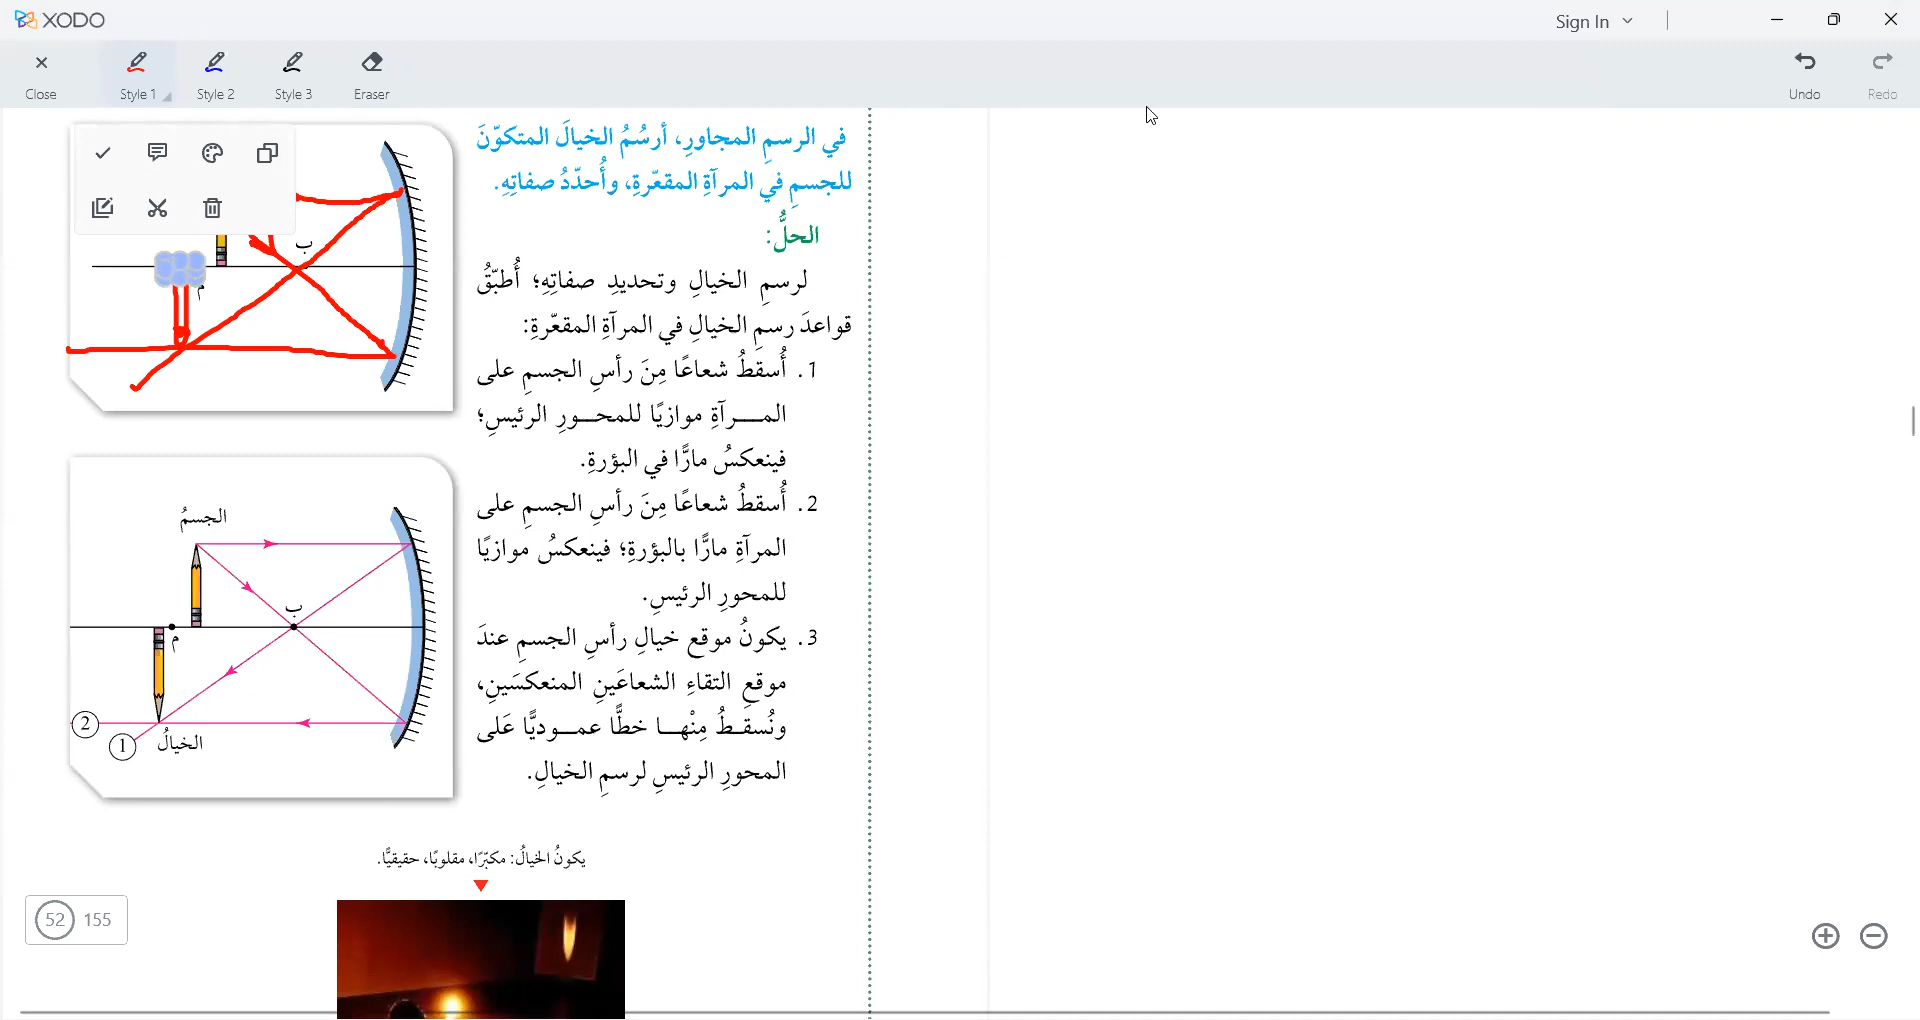 XODO
Sign In
Close
Style 1
Style 2
Style 3
Eraser
Undo
Redo
في الرسمِ المجاورِ، أرسُمُ الخيالَ المتكوّنَ
للجسمِ في المرآةِ المقعّرةِ، وأُحدّدُ صفاتِهِ.
الحلُّ:
لرسمِ الخيالِ وتحديدِ صفاتِهِ؛ أُطبّقُ
قواعدَ رسمِ الخيالِ في المرآةِ المقعّرةِ:
1. أُسقطُ شعاعًا مِنَ رأسِ الجسمِ على
المـرآةِ موازيًا للمحـورِ الرئيسِ؛
فينعكسُ مارًّا في البؤرةِ.
2. أُسقطُ شعاعًا مِنَ رأسِ الجسمِ على
المرآةِ مارًّا بالبؤرةِ؛ فينعكسُ موازيًا
للمحورِ الرئيسِ.
3. يكونُ موقع خيالِ رأسِ الجسمِ عندَ
موقعِ التقاءِ الشعاعَينِ المنعكسَينِ،
ونُسقـطُ مِنْهـا خطًّا عمـوديًّا عَلى
المحورِ الرئيسِ لرسمِ الخيالِ.
ب
م
الجسمُ
ب
م
2
1
الخيالُ
يكونُ الخيالُ: مكبّرًا، مقلوبًا، حقيقيًّا.
52 155